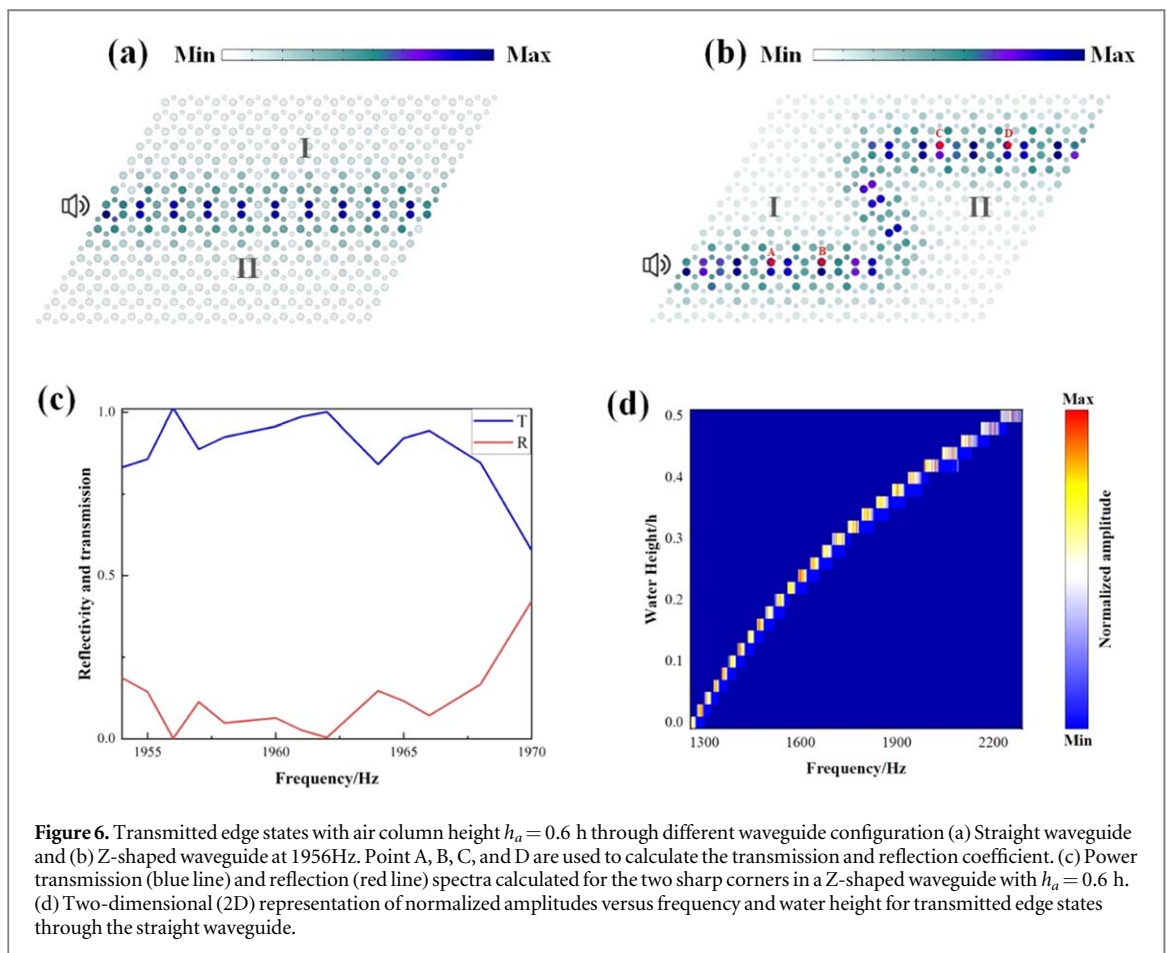 (a) Min Max
(b) Min Max
I
II
C D
I
II
A B
(c)
1.0
0.5
0.0
T
R
Reflectivity and transmission
1955 1960 1965 1970
Frequency/Hz
(d)
0.5
0.4
0.3
0.2
0.1
0.0
Water Height/h
1300 1600 1900 2200
Frequency/Hz
Max
Normalized amplitude
Min
Figure 6. Transmitted edge states with air column height hₐ = 0.6 h through different waveguide configuration (a) Straight waveguide
and (b) Z-shaped waveguide at 1956Hz. Point A, B, C, and D are used to calculate the transmission and reflection coefficient. (c) Power
transmission (blue line) and reflection (red line) spectra calculated for the two sharp corners in a Z-shaped waveguide with hₐ = 0.6 h.
(d) Two-dimensional (2D) representation of normalized amplitudes versus frequency and water height for transmitted edge states
through the straight waveguide.